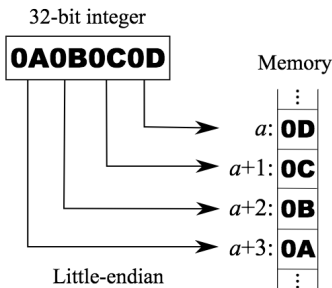 32-bit integer
0A0B0C0D
Memory
⋮
a: 0D
a+1: 0C
a+2: 0B
a+3: 0A
⋮
Little-endian